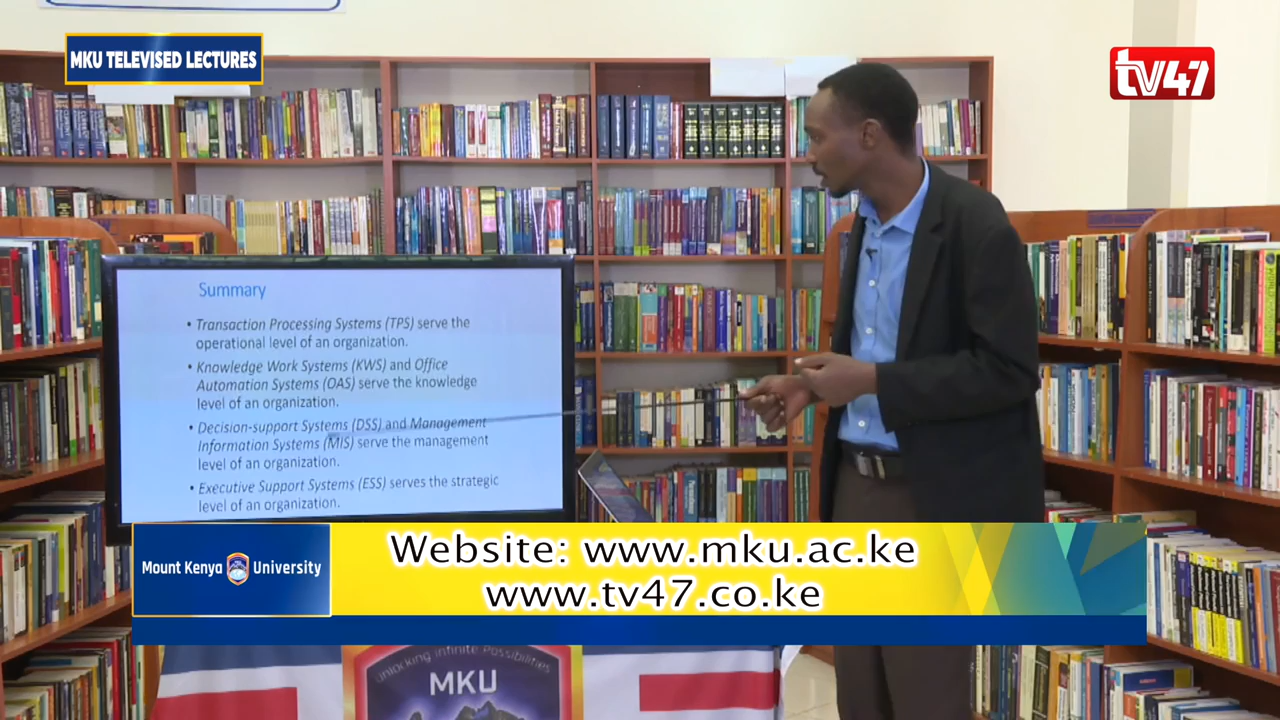 MKU TELEVISED LECTURES
tv47
Summary
• Transaction Processing Systems (TPS) serve the
operational level of an organization.
• Knowledge Work Systems (KWS) and Office
Automation Systems (OAS) serve the knowledge
level of an organization.
• Decision-support Systems (DSS) and Management
Information Systems (MIS) serve the management
level of an organization.
• Executive Support Systems (ESS) serves the strategic
level of an organization.
Mount Kenya University
Website: www.mku.ac.ke
www.tv47.co.ke
Unlocking Infinite Possibilities
MKU